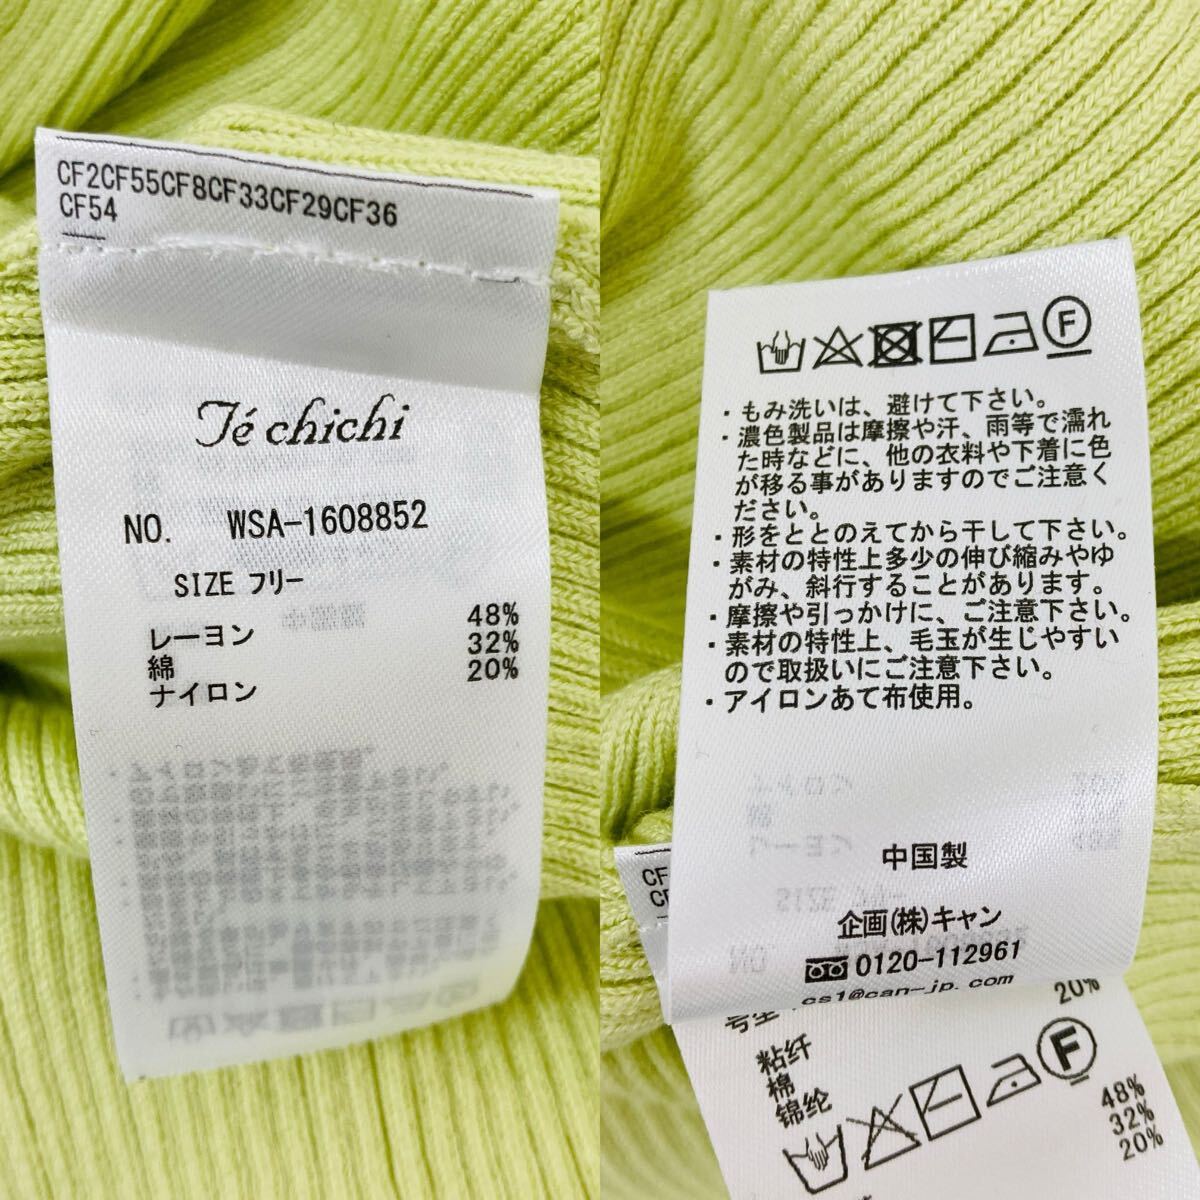 CF2CF55CF8CF33CF29CF36
CF54
Té chichi
NO. WSA-1608852
SIZE フリー
レーヨン 48%
綿 32%
ナイロン 20%
F
・もみ洗いは、避けて下さい。
・濃色製品は摩擦や汗、雨等で濡れ
た時などに、他の衣料や下着に色
が移る事がありますのでご注意く
ださい。
・形をととのえてから干して下さい。
・素材の特性上多少の伸び縮みやゆ
がみ、斜行することがあります。
・摩擦や引っかけに、ご注意下さい。
・素材の特性上、毛玉が生じやすい
ので取扱いにご注意下さい。
・アイロンあて布使用。
中国製
企画(株)キャン
0120-112961
cs1@can-jp.com
20%
粘纤 48%
棉 32%
锦纶 20%
F